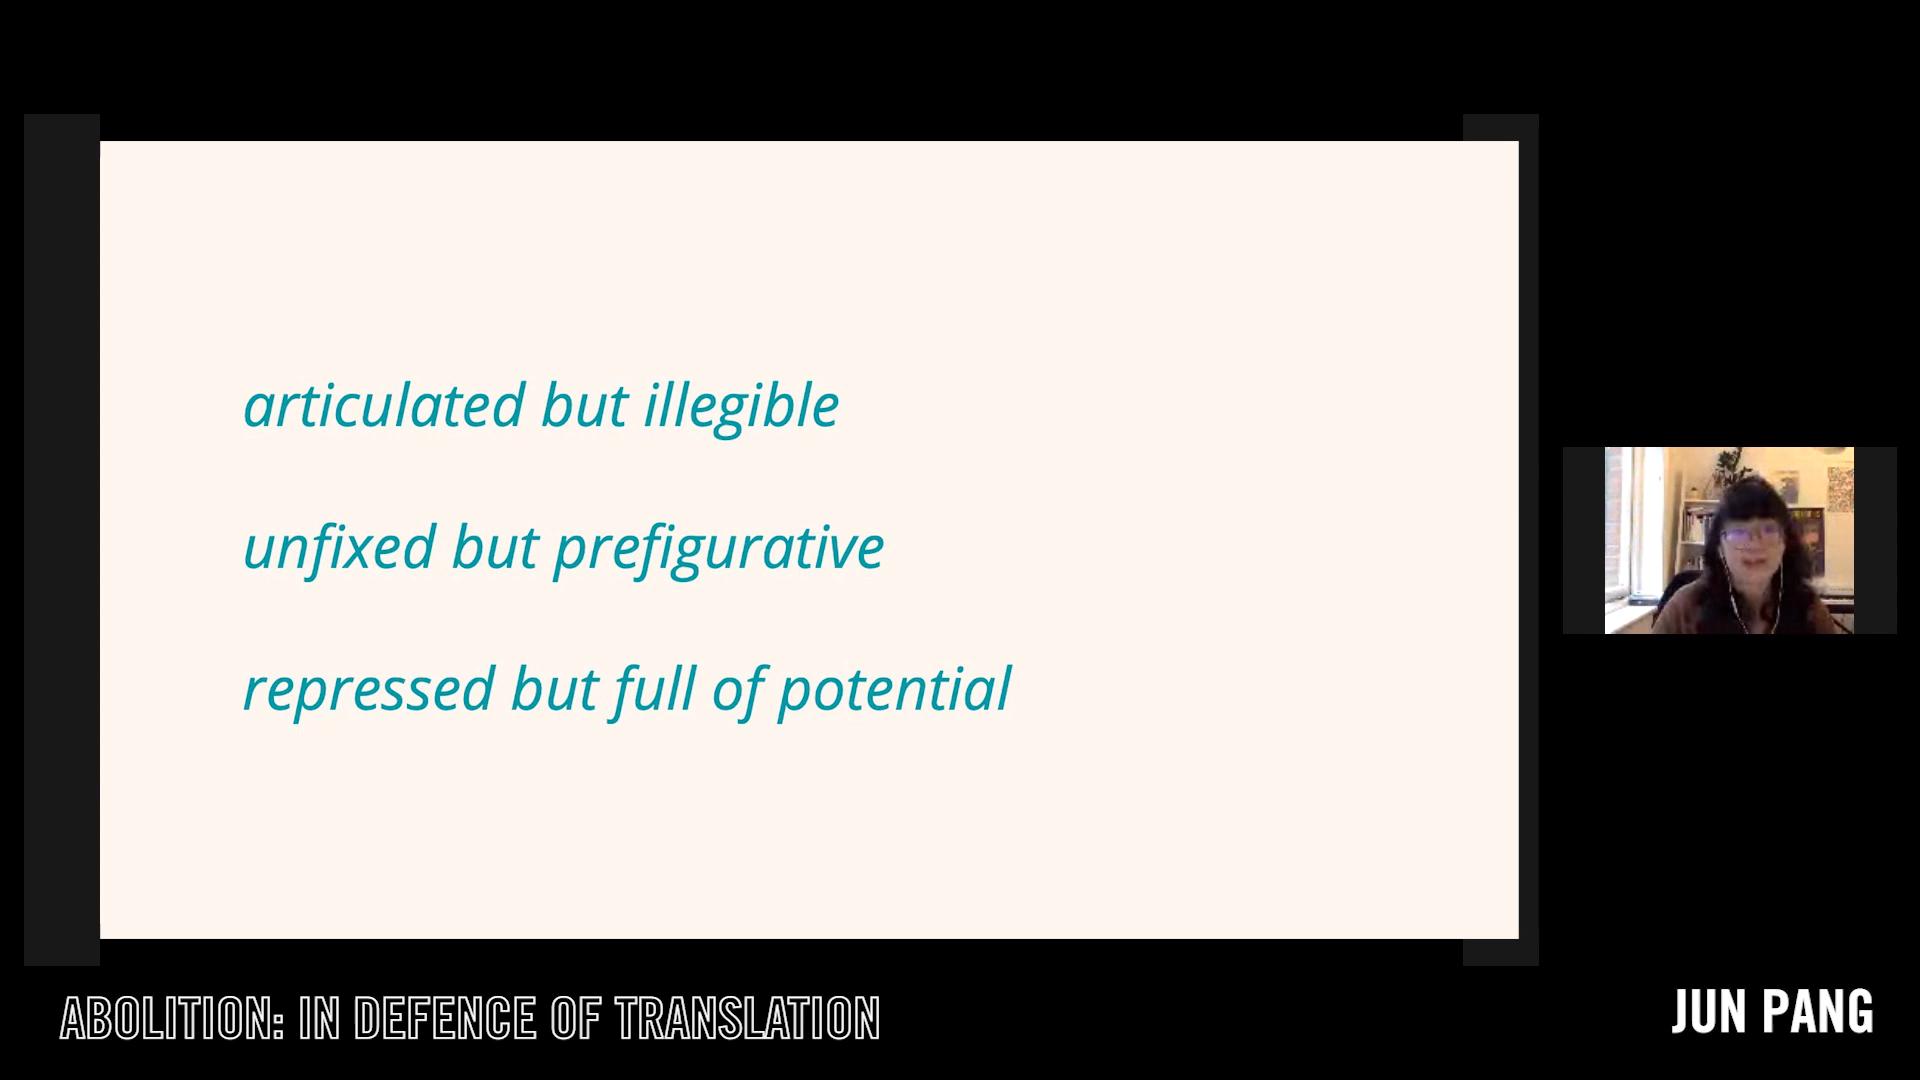 articulated but illegible
unfixed but prefigurative
repressed but full of potential
ABOLITION: IN DEFENCE OF TRANSLATION
JUN PANG